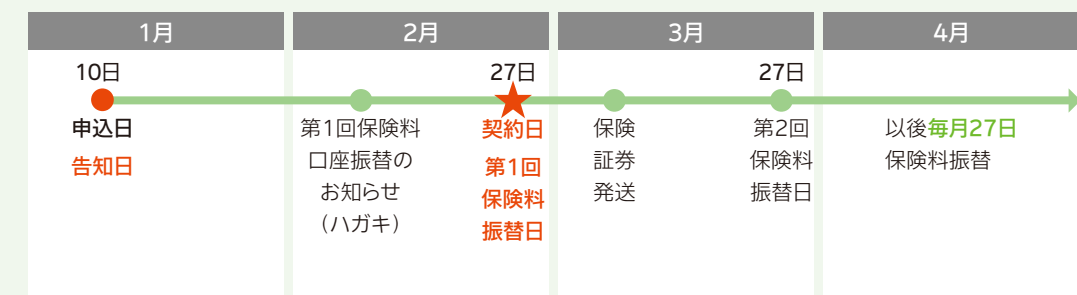 1月
10日
申込日
告知日
2月
第1回保険料
口座振替の
お知らせ
（ハガキ）
27日
契約日
第1回
保険料
振替日
3月
保険
証券
発送
27日
第2回
保険料
振替日
4月
以後毎月27日
保険料振替